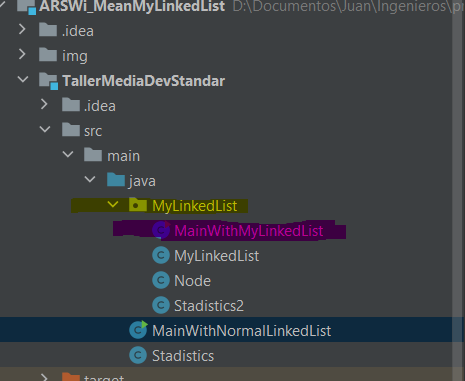 ARSWi_MeanMyLinkedList D:\Documentos\Juan\Ingenieros\pr
.idea
img
TallerMediaDevStandar
.idea
src
main
java
MyLinkedList
MainWithMyLinkedList
MyLinkedList
Node
Stadistics2
MainWithNormalLinkedList
Stadistics
target